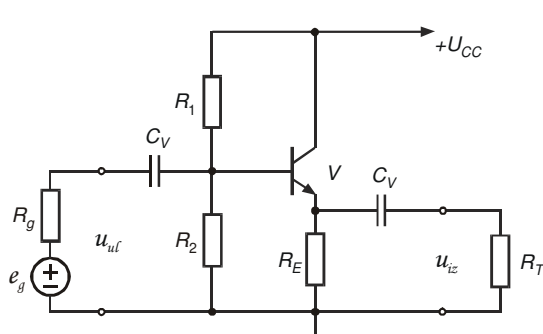 +U_CC
R_1
C_V
V
C_V
R_g
u_ul
R_2
R_E
u_iz
R_T
e_g